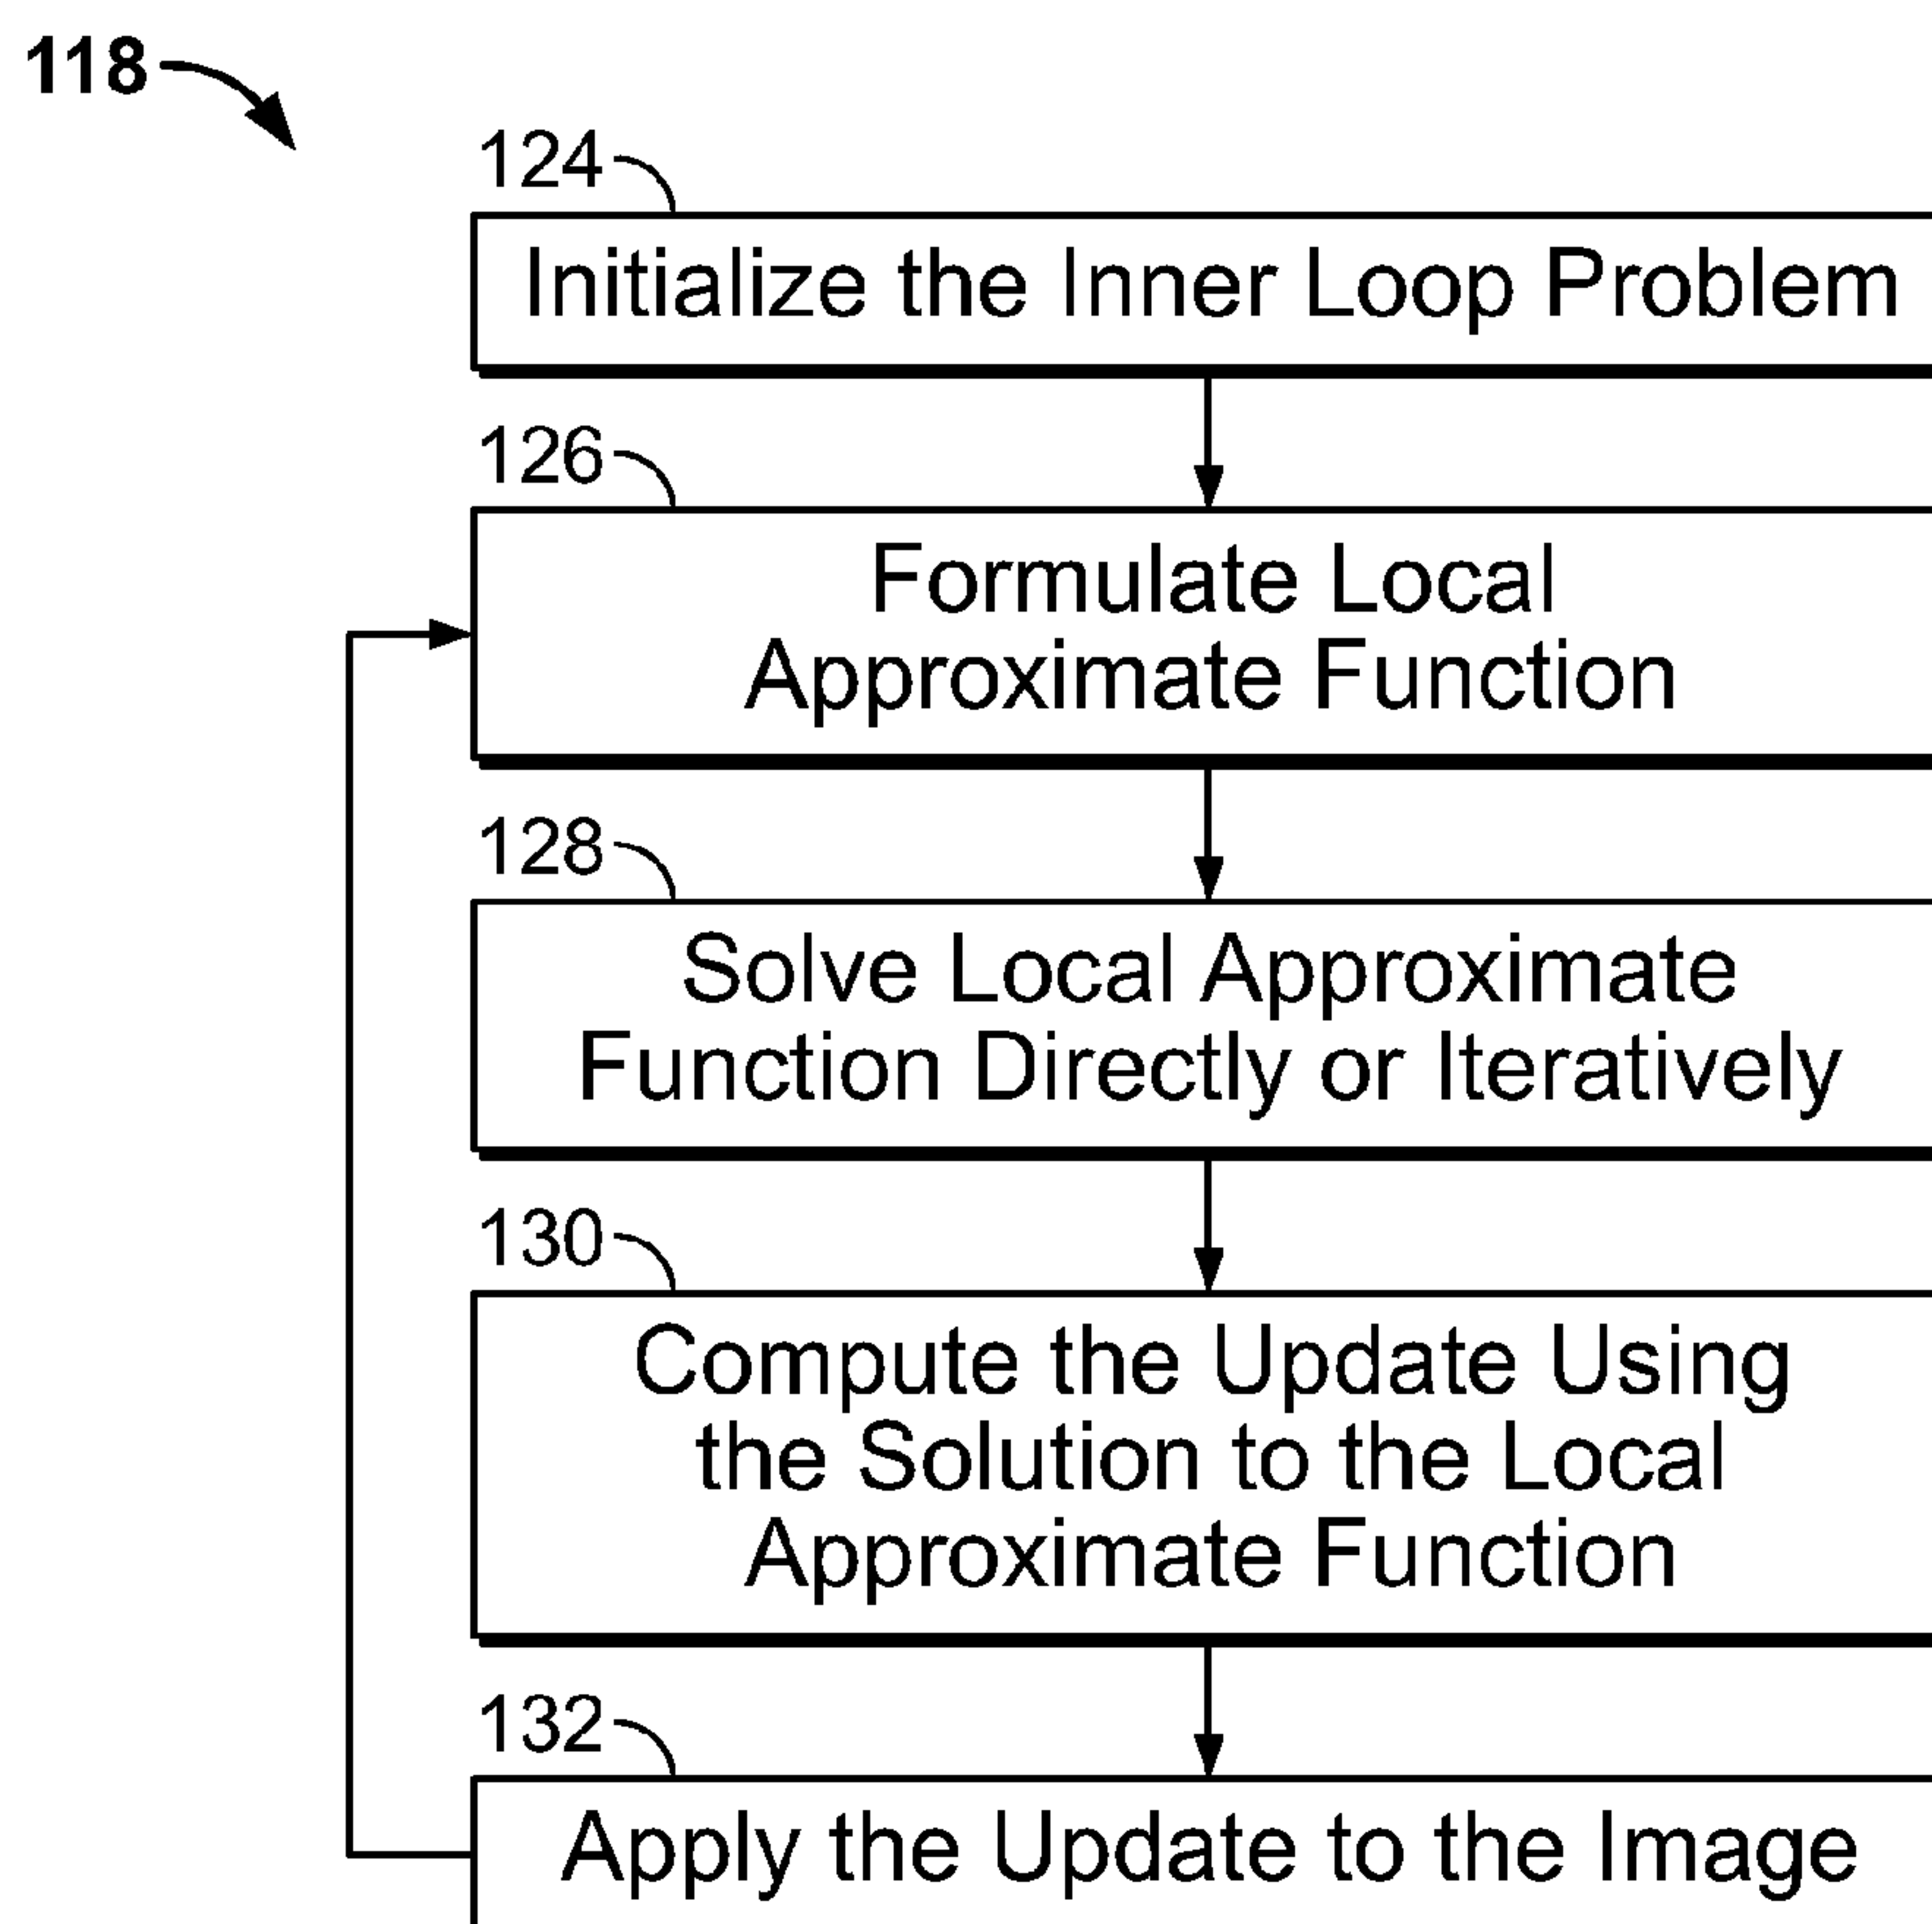 118
124
Initialize the Inner Loop Problem
126
Formulate Local
Approximate Function
128
Solve Local Approximate
Function Directly or Iteratively
130
Compute the Update Using
the Solution to the Local
Approximate Function
132
Apply the Update to the Image